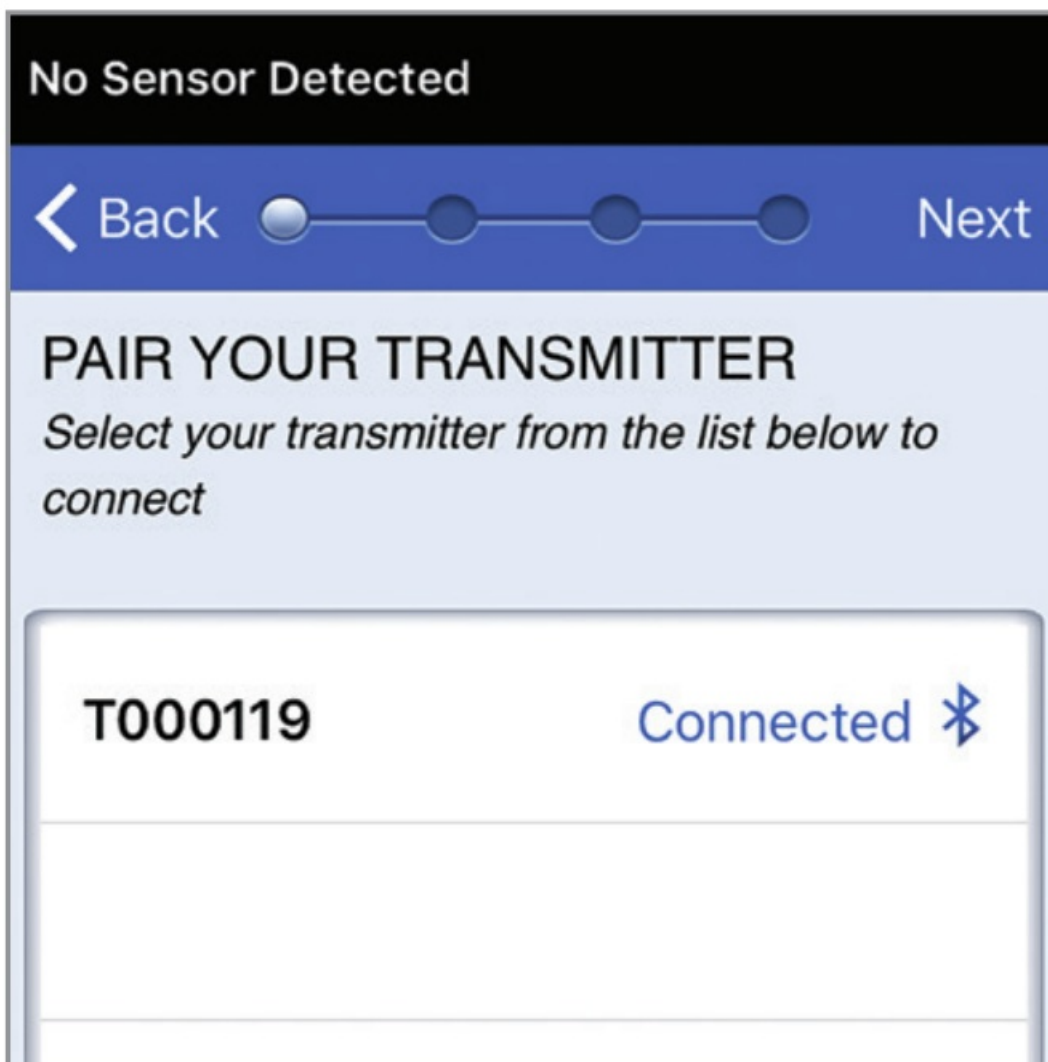 No Sensor Detected
Back
Next
PAIR YOUR TRANSMITTER
Select your transmitter from the list below to
connect
T000119
Connected